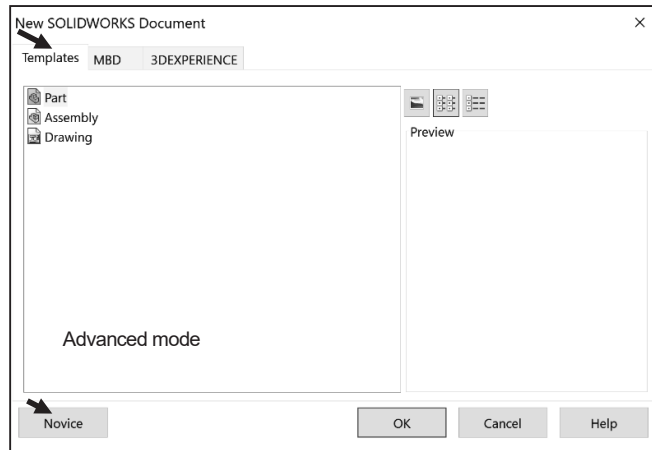 New SOLIDWORKS Document
Templates MBD 3DEXPERIENCE
Part
Assembly
Drawing
Preview
Advanced mode
Novice OK Cancel Help